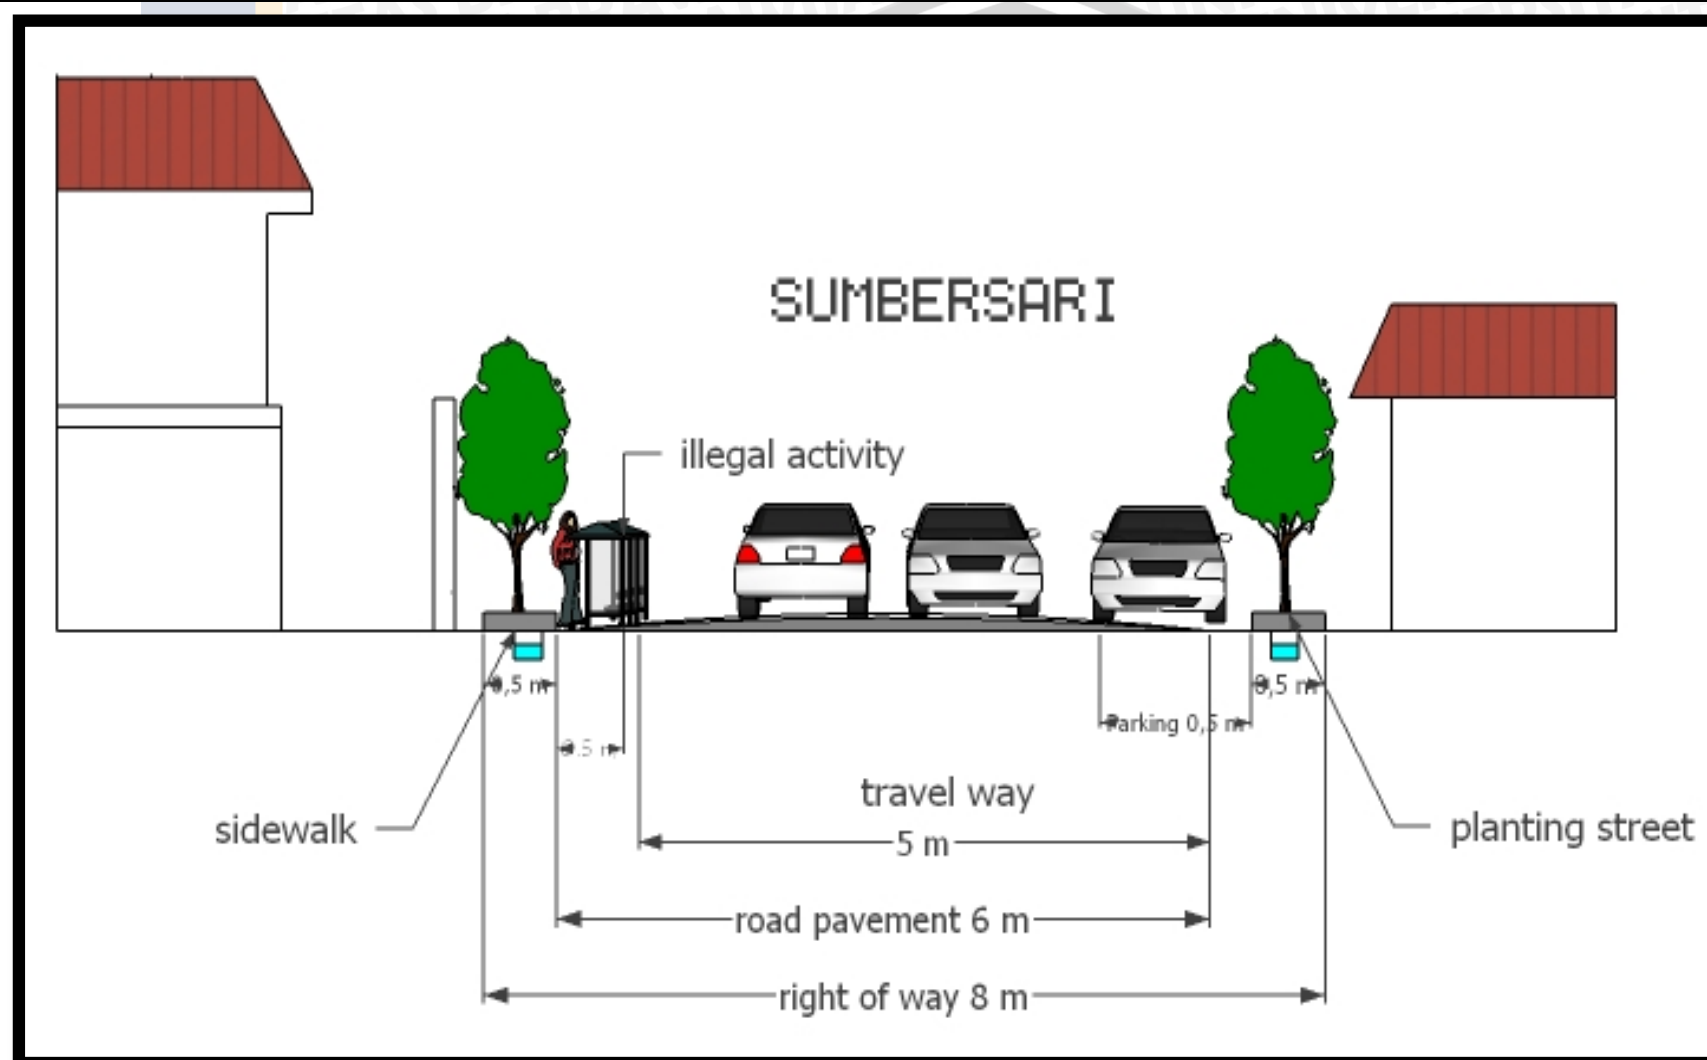 SUMBERSARI
illegal activity
0,5 m
0,5 m
Parking 0,5 m
0.5 m
travel way
sidewalk
planting street
5 m
road pavement 6 m
right of way 8 m